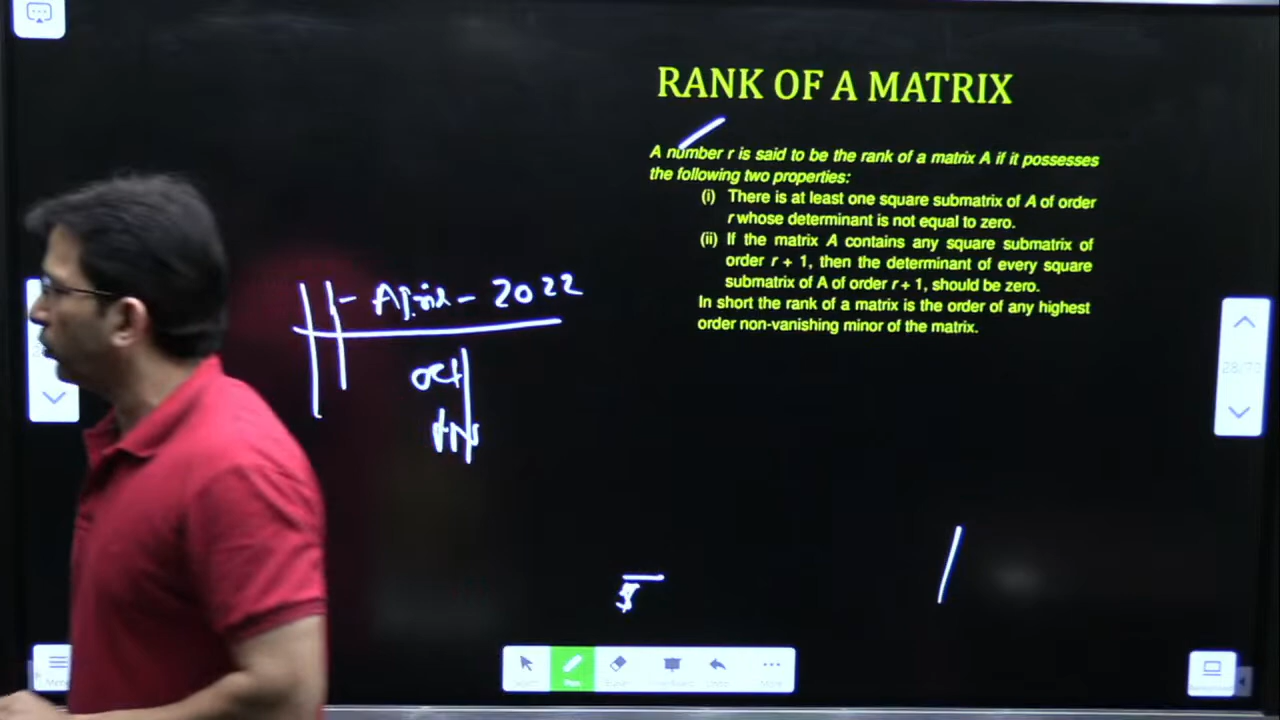 RANK OF A MATRIX
A number r is said to be the rank of a matrix A if it possesses
the following two properties:
(i) There is at least one square submatrix of A of order
r whose determinant is not equal to zero.
(ii) If the matrix A contains any square submatrix of
order r + 1, then the determinant of every square
submatrix of A of order r + 1, should be zero.
In short the rank of a matrix is the order of any highest
order non-vanishing minor of the matrix.
- 2022
oct
28/73